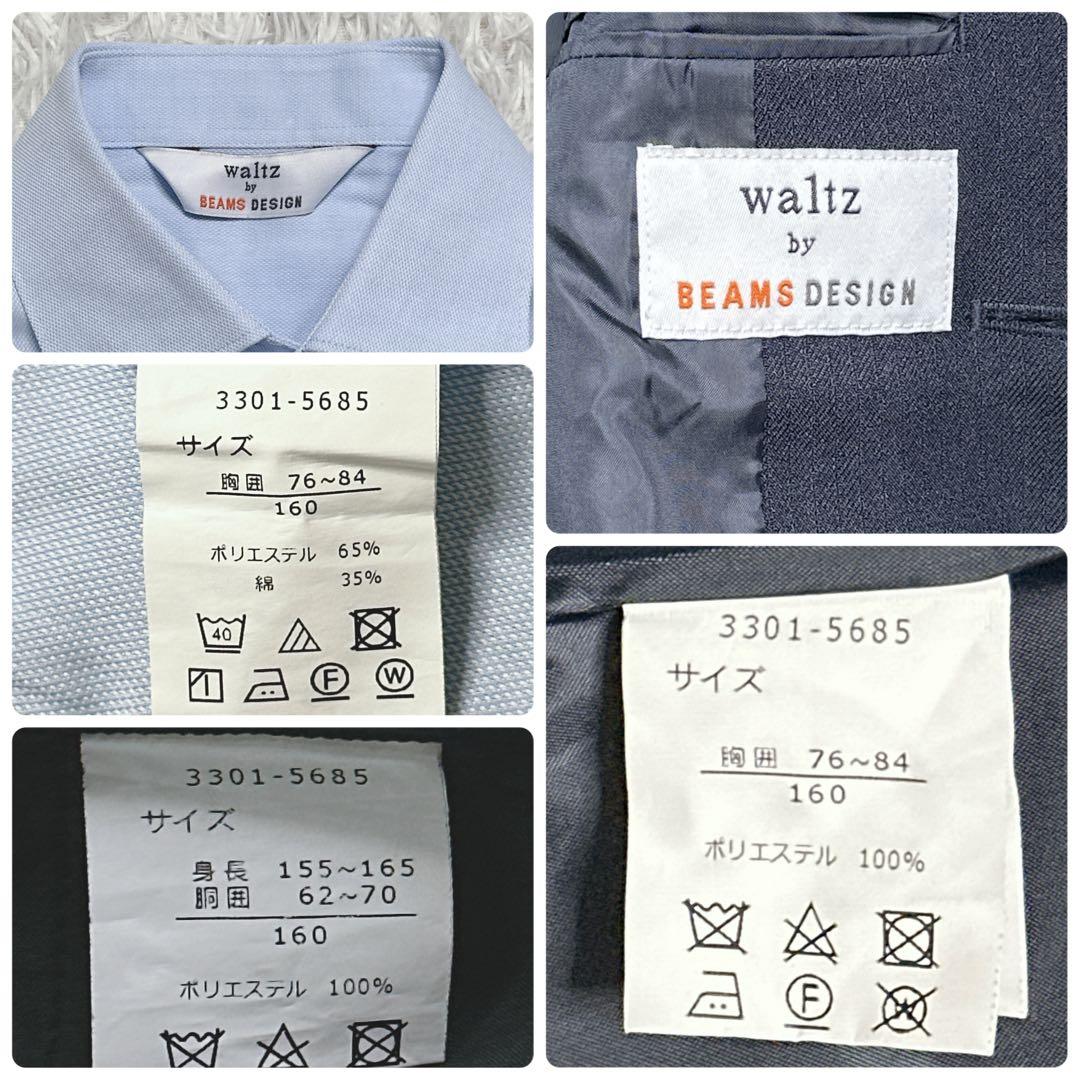 waltz
by
BEAMS DESIGN
waltz
by
BEAMS DESIGN
3301-5685
サイズ
胸囲 76~84
160
ポリエステル 65%
綿 35%
40
F W
3301-5685
サイズ
胸囲 76~84
160
ポリエステル 100%
F W
3301-5685
サイズ
身長 155~165
胴囲 62~70
160
ポリエステル 100%